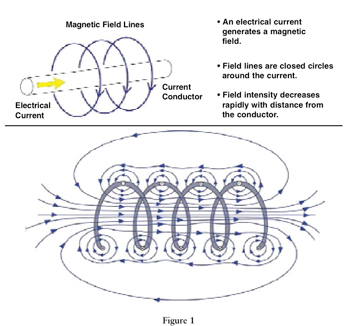 Magnetic Field Lines
Electrical
Current
Current
Conductor
• An electrical current
generates a magnetic
field.
• Field lines are closed circles
around the current.
• Field intensity decreases
rapidly with distance from
the conductor.
Figure 1